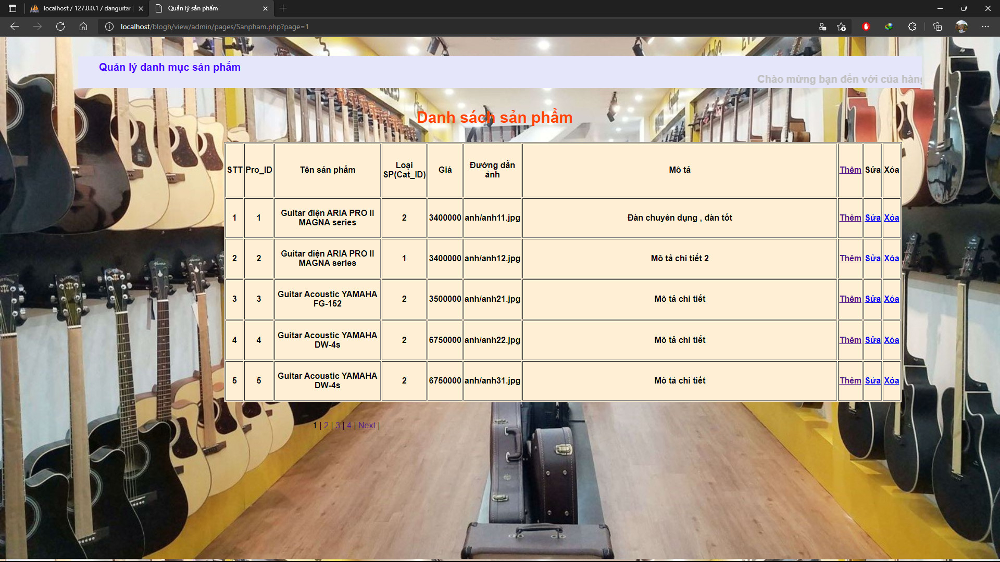 localhost / 127.0.0.1 / danguitar
Quản lý sản phẩm
localhost/blogh/view/admin/pages/Sanpham.php?page=1
Quản lý danh mục sản phẩm
Chào mừng bạn đến với của hàng
Danh sách sản phẩm
STT Pro_ID Tên sản phẩm Loại SP(Cat_ID) Giá Đường dẫn ảnh Mô tả Thêm Sửa Xóa
1 1 Guitar điện ARIA PRO II MAGNA series 2 3400000 anh/anh11.jpg Đàn chuyên dụng , đàn tốt Thêm Sửa Xóa
2 2 Guitar điện ARIA PRO II MAGNA series 1 3400000 anh/anh12.jpg Mô tả chi tiết 2 Thêm Sửa Xóa
3 3 Guitar Acoustic YAMAHA FG-152 2 3500000 anh/anh21.jpg Mô tả chi tiết Thêm Sửa Xóa
4 4 Guitar Acoustic YAMAHA DW-4s 2 6750000 anh/anh22.jpg Mô tả chi tiết Thêm Sửa Xóa
5 5 Guitar Acoustic YAMAHA DW-4s 2 6750000 anh/anh31.jpg Mô tả chi tiết Thêm Sửa Xóa
1 | 2 | 3 | 4 | Next |